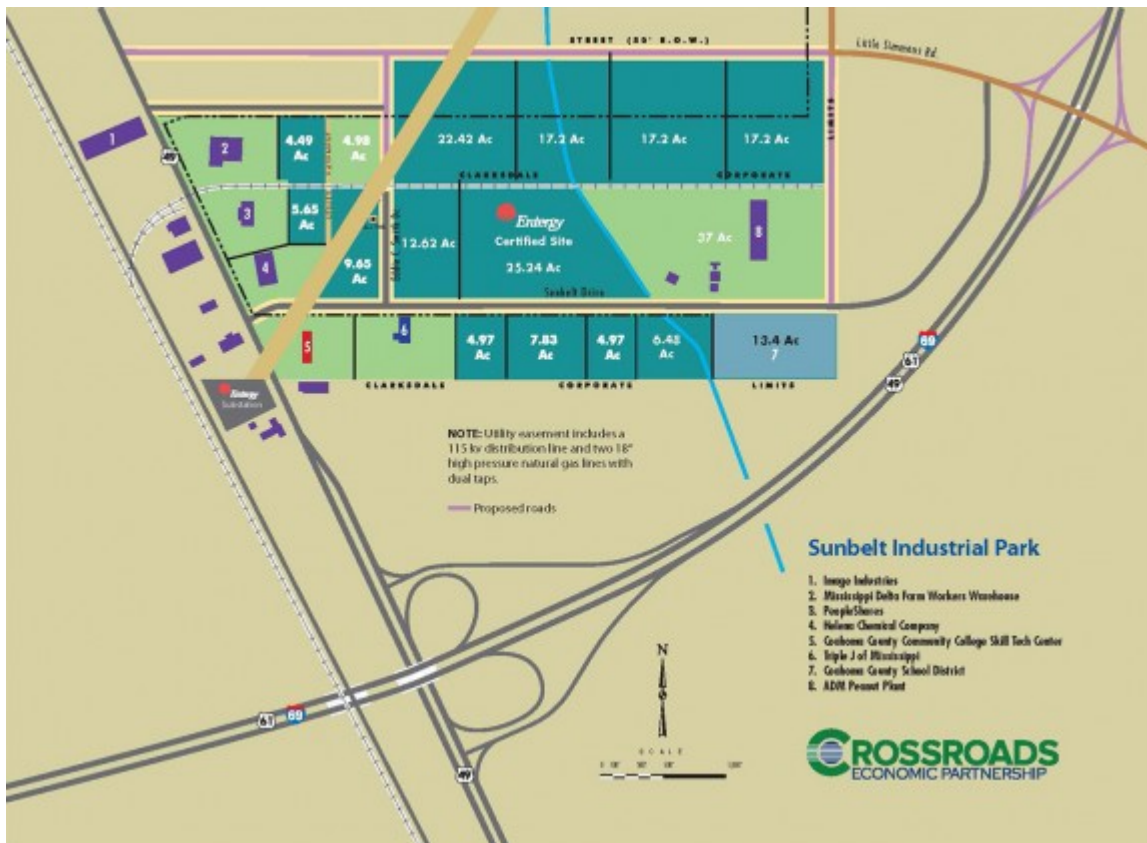 STREET (80' R.O.W.)
Little Simmons Rd.
LIMITS
1
49
2
4.49
Ac
4.98
Ac
22.42 Ac
17.2 Ac
17.2 Ac
17.2 Ac
CLARKSDALE
CORPORATE
3
5.65
Ac
12.62 Ac
Entergy
Certified Site
25.24 Ac
37 Ac
8
4
9.65
Ac
Sunbelt Drive
5
6
4.97
Ac
7.83
Ac
4.97
Ac
6.48
Ac
13.4 Ac
7
CLARKSDALE
CORPORATE
LIMITS
Entergy
Substation
69
61
49
NOTE: Utility easement includes a
115 kv distribution line and two 18"
high pressure natural gas lines with
dual taps.
Proposed roads
Sunbelt Industrial Park
1. Image Industries
2. Mississippi Delta Farm Workers Warehouse
3. PeopleShares
4. Helena Chemical Company
5. Coahoma County Community College Skill Tech Center
6. Triple J of Mississippi
7. Coahoma County School District
8. ADM Peanut Plant
N
SCALE
61
69
49
CROSSROADS
ECONOMIC PARTNERSHIP